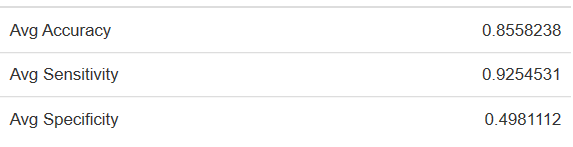 Avg Accuracy 0.8558238
Avg Sensitivity 0.9254531
Avg Specificity 0.4981112